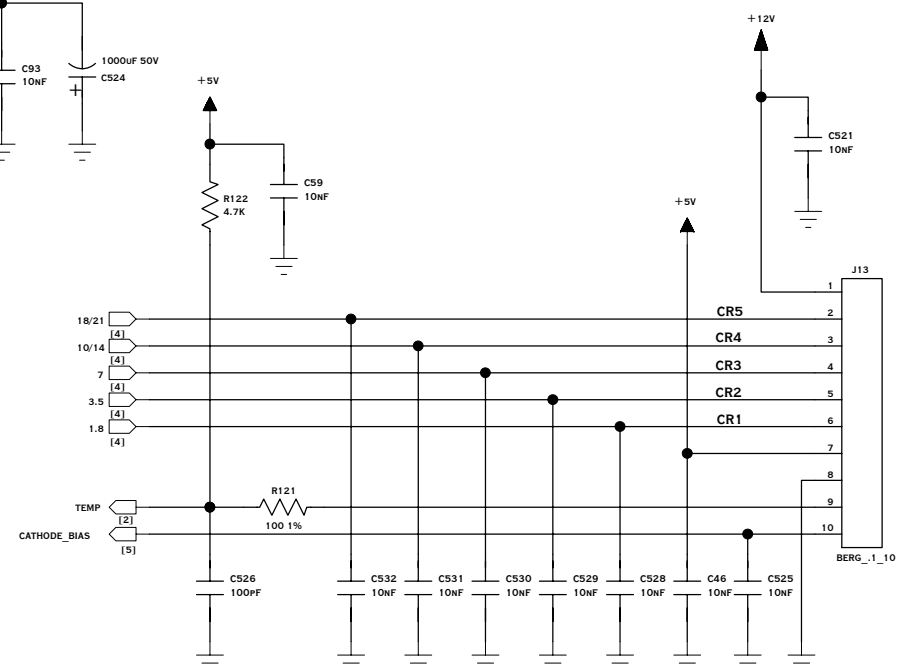 +12V
1000UF 50V
C93
10NF
C524
+
+5V
C521
10NF
C59
10NF
R122
4.7K
+5V
J13
1
18/21
CR5
2
[4]
10/14
CR4
3
[4]
7
CR3
4
[4]
3.5
CR2
5
[4]
1.8
CR1
6
[4]
7
8
R121
TEMP
9
[2]
100 1%
CATHODE_BIAS
10
[5]
BERG_.1_10
C526
100PF
C532
10NF
C531
10NF
C530
10NF
C529
10NF
C528
10NF
C46
10NF
C525
10NF